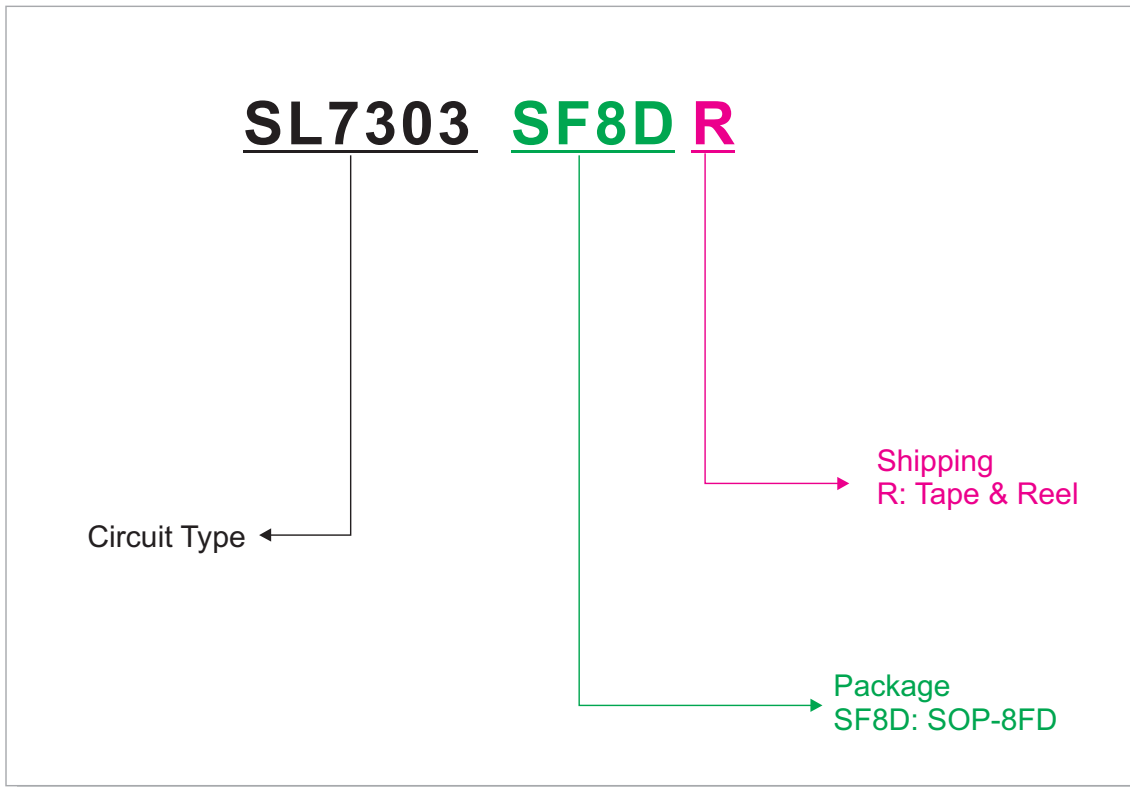 SL7303 SF8D R
Shipping
R: Tape & Reel
Circuit Type
Package
SF8D: SOP-8FD